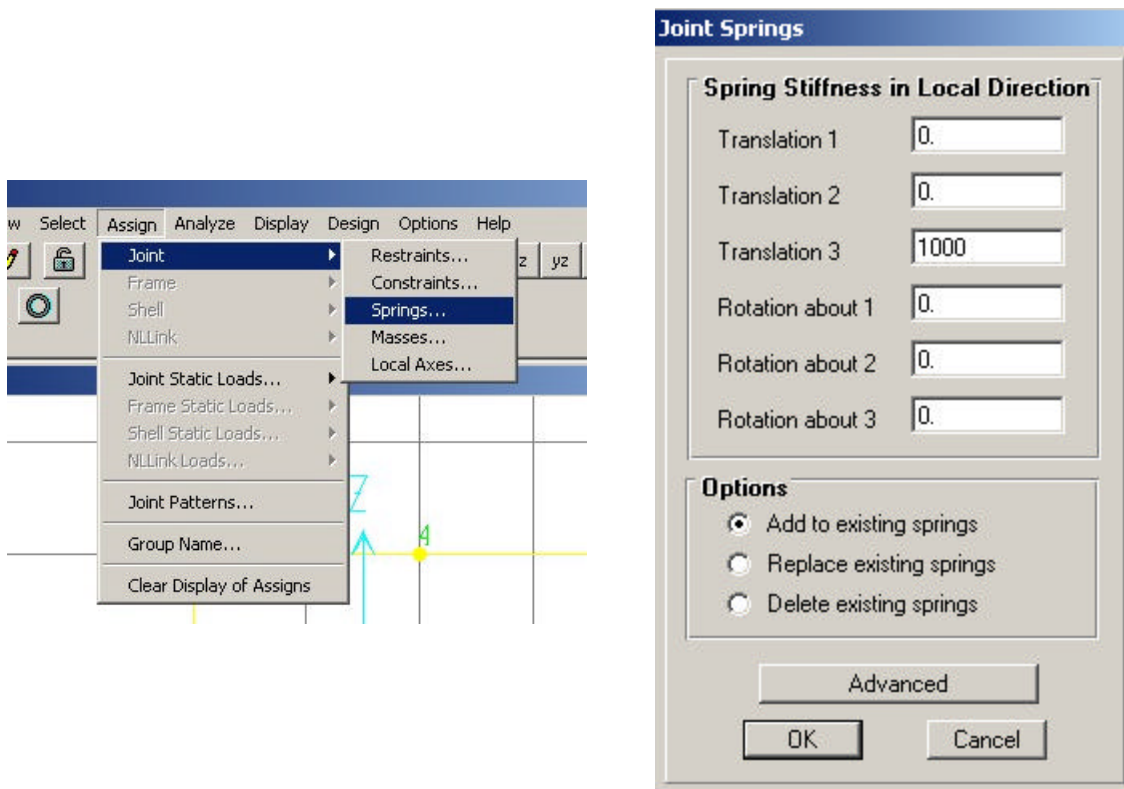 w Select Assign Analyze Display Design Options Help
Joint
Frame
Shell
NLLink
Joint Static Loads...
Frame Static Loads...
Shell Static Loads...
NLLink Loads...
Joint Patterns...
Group Name...
Clear Display of Assigns
Restraints...
Constraints...
Springs...
Masses...
Local Axes...
z yz
Z
4
Joint Springs
Spring Stiffness in Local Direction
Translation 1 0.
Translation 2 0.
Translation 3 1000
Rotation about 1 0.
Rotation about 2 0.
Rotation about 3 0.
Options
Add to existing springs
Replace existing springs
Delete existing springs
Advanced
OK Cancel